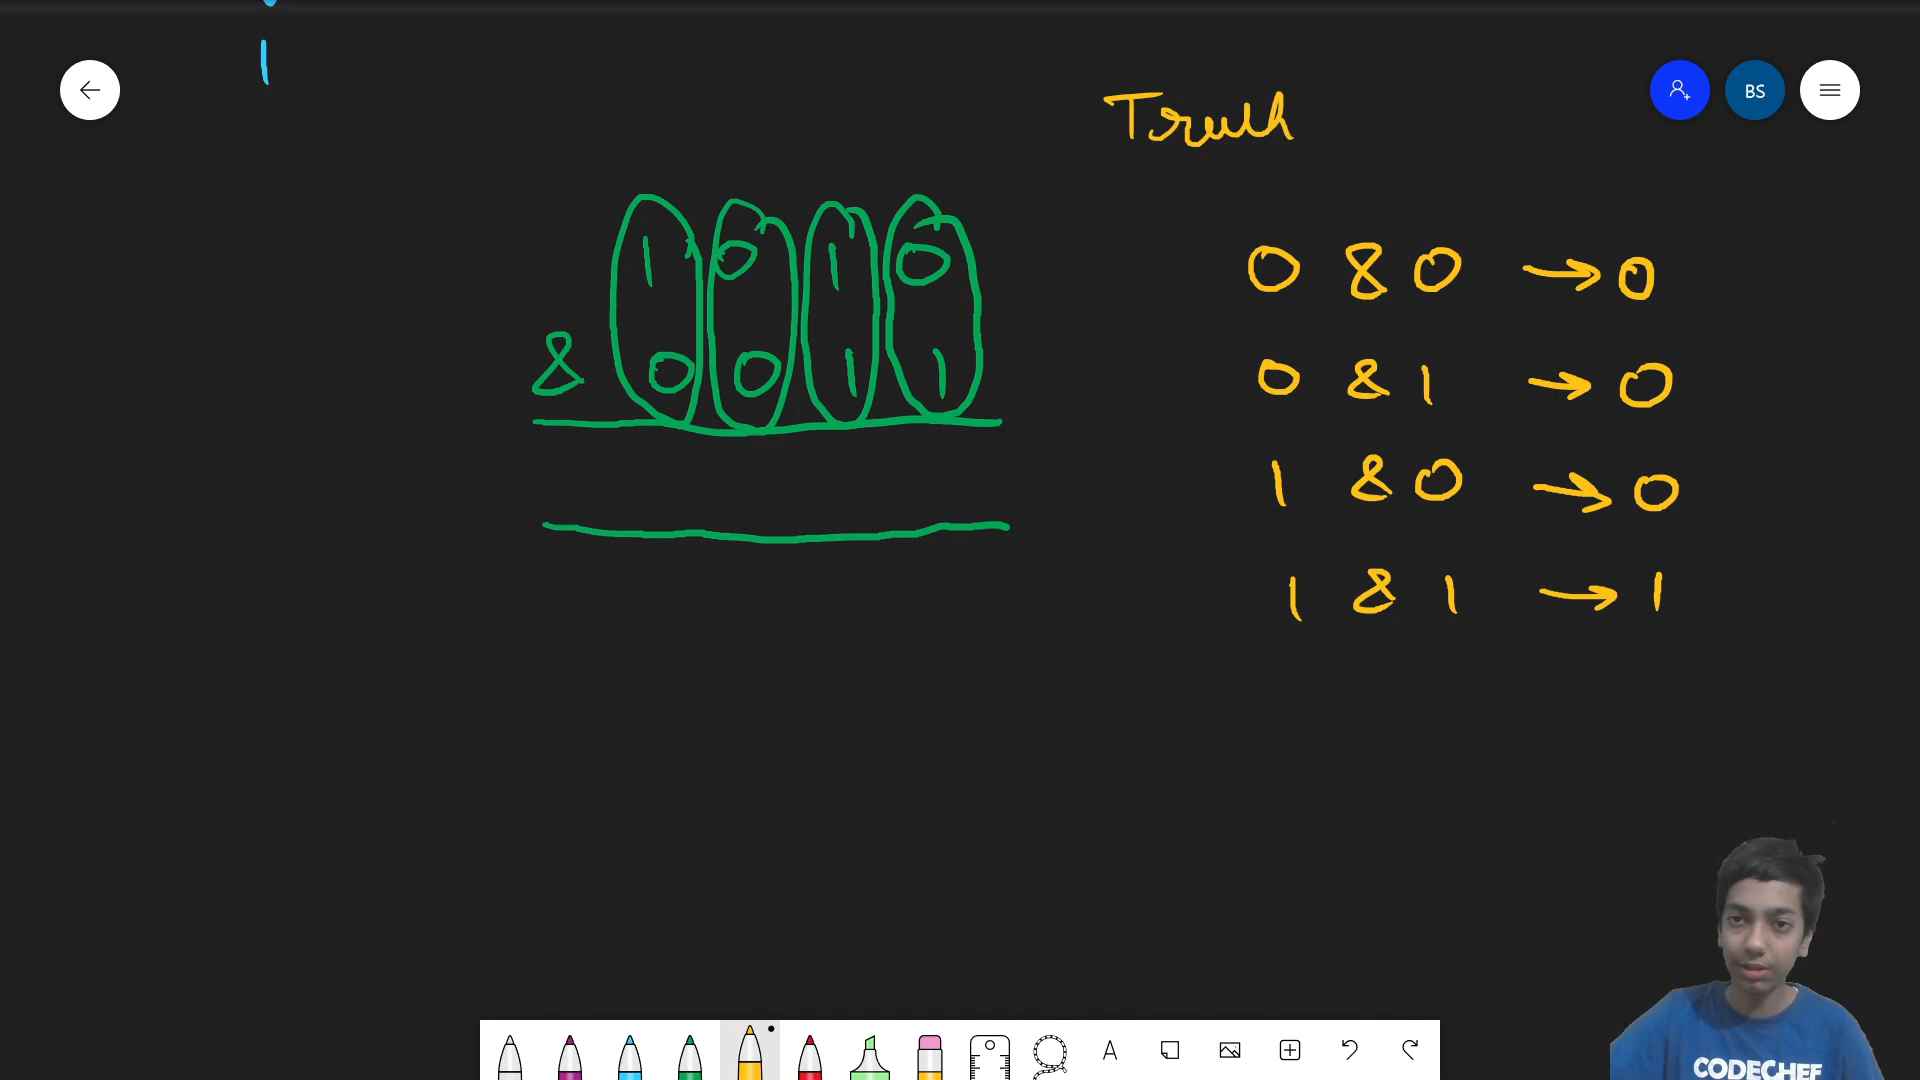 1
BS
Truth
1 0 1 0
& 0 0 1 1
0 & 0 → 0
0 & 1 → 0
1 & 0 → 0
1 & 1 → 1
A
CODECHEF